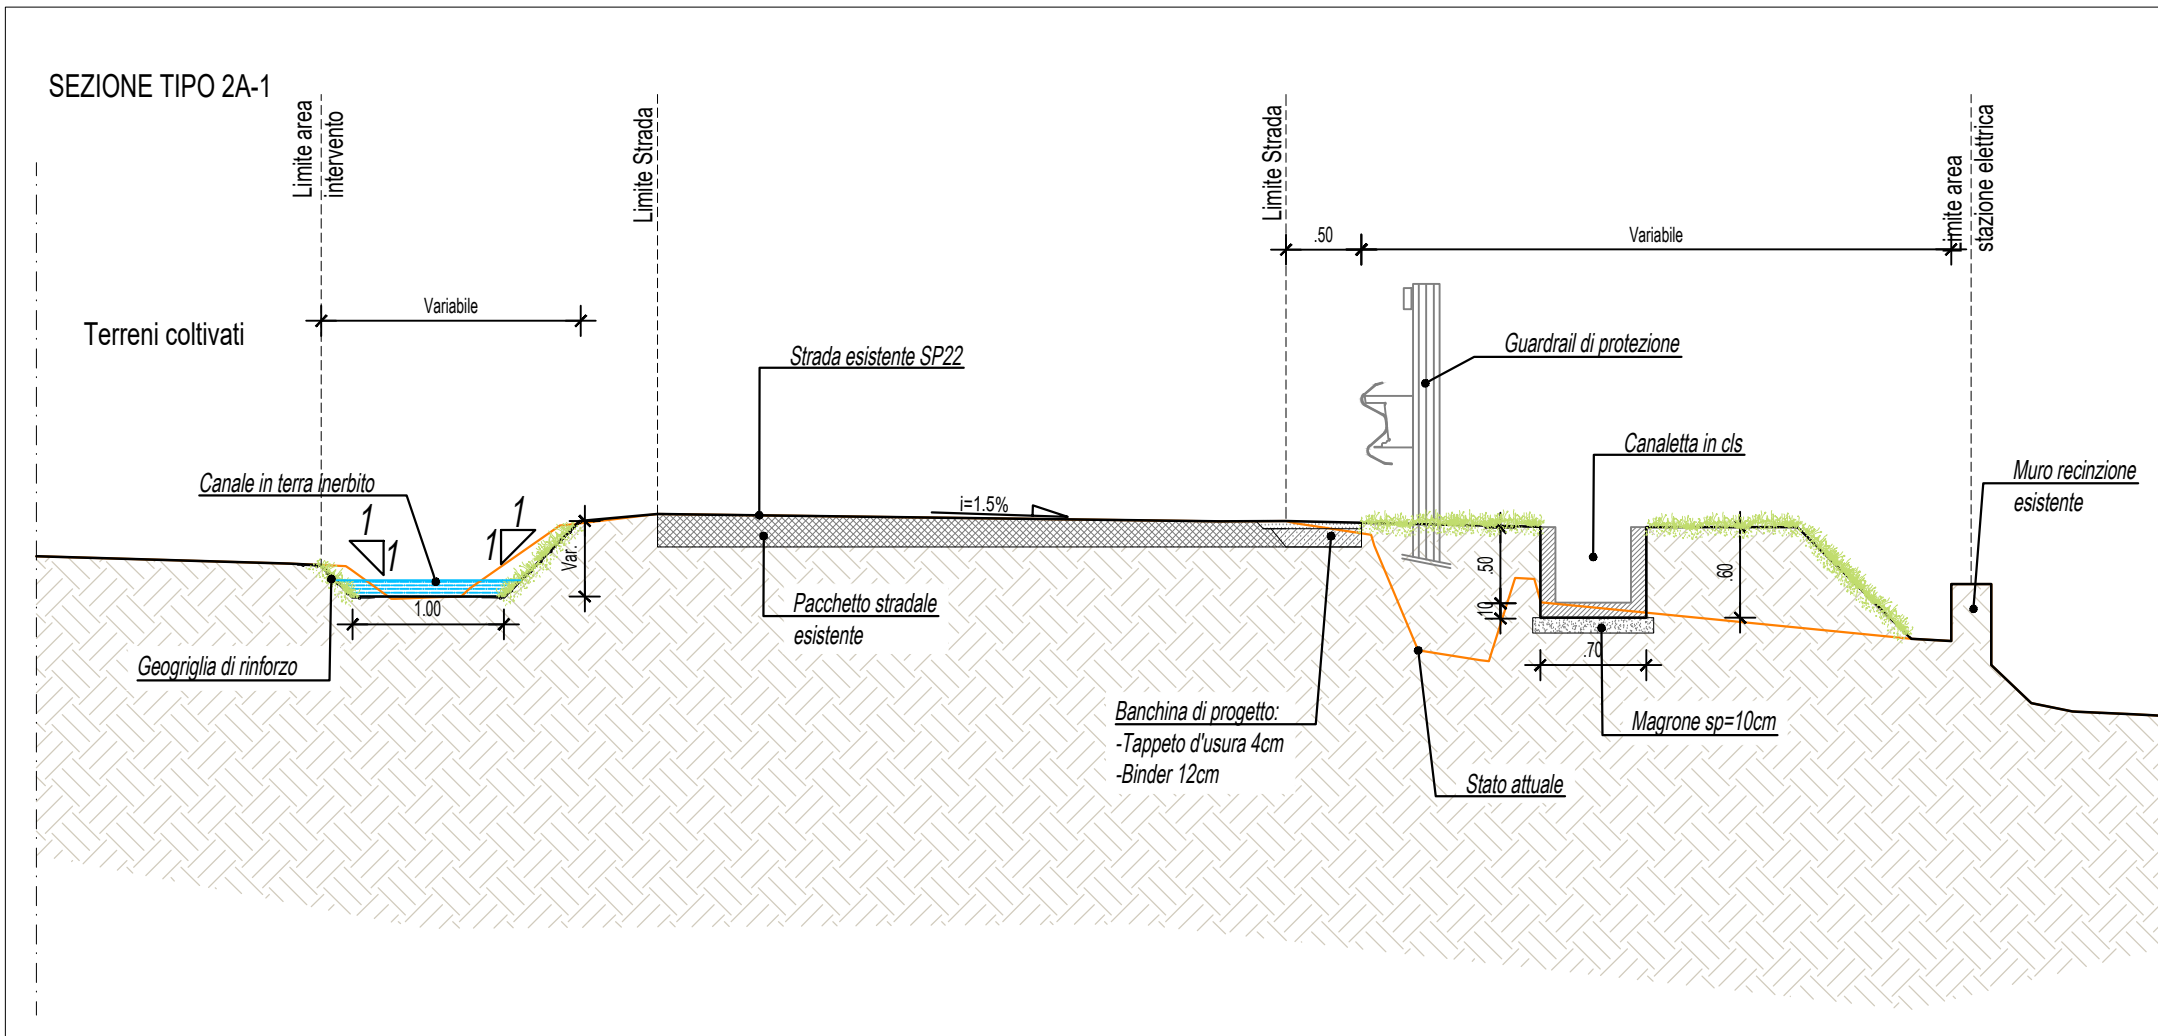 SEZIONE TIPO 2A-1
Limite area
intervento
Limite Strada
Limite Strada
Limite area
stazione elettrica
.50
Variabile
Variabile
Terreni coltivati
Strada esistente SP22
Guardrail di protezione
Canaletta in cls
Muro recinzione
esistente
Canale in terra inerbito
1
1
1
1
i=1.5%
Var.
.50
.10
.60
1.00
.70
Pacchetto stradale
esistente
Geogriglia di rinforzo
Banchina di progetto:
-Tappeto d'usura 4cm
-Binder 12cm
Magrone sp=10cm
Stato attuale